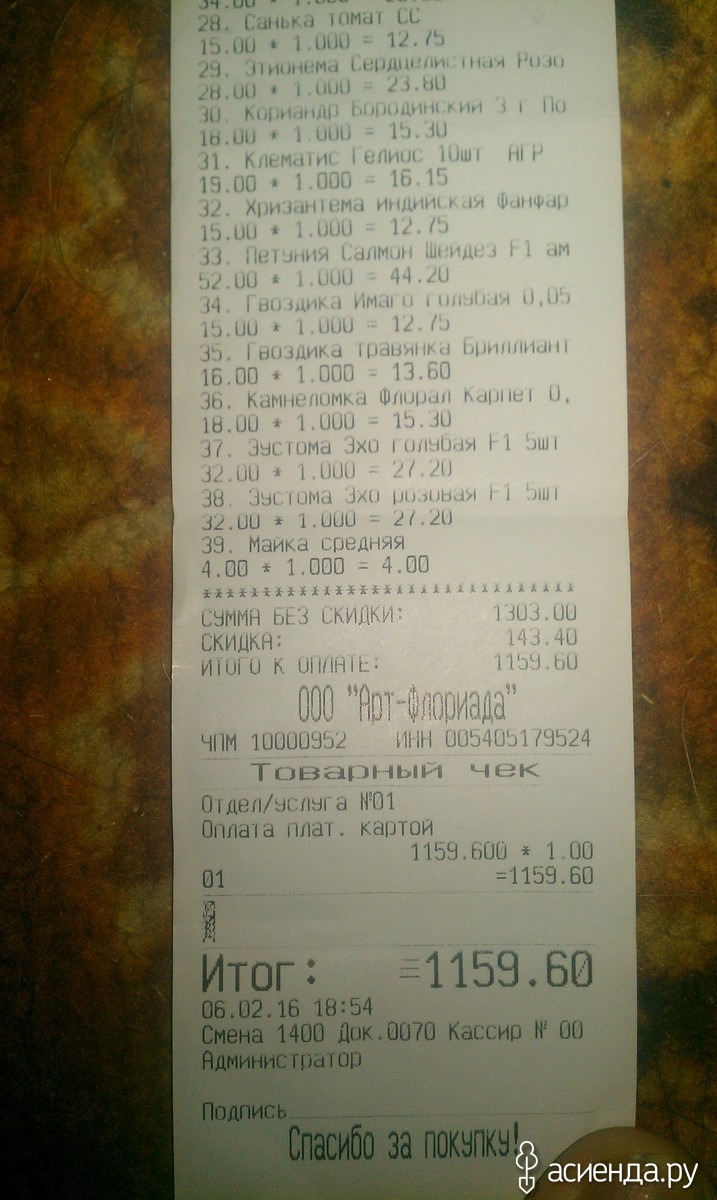 34.00 * 1.000 =
28. Санька томат СС
15.00 * 1.000 = 12.75
29. Этионема Сердцелистная Розо
28.00 * 1.000 = 23.80
30. Кориандр Бородинский 3 г По
18.00 * 1.000 = 15.30
31. Клематис Гелиос 10шт АГР
19.00 * 1.000 = 16.15
32. Хризантема индийская Фанфар
15.00 * 1.000 = 12.75
33. Петуния Салмон Шейдез F1 ам
52.00 * 1.000 = 44.20
34. Гвоздика Имаго голубая 0,05
15.00 * 1.000 = 12.75
35. Гвоздика травянка Бриллиант
16.00 * 1.000 = 13.60
36. Камнеломка Флорал Карпет 0,
18.00 * 1.000 = 15.30
37. Эустома Эхо голубая F1 5шт
32.00 * 1.000 = 27.20
38. Эустома Эхо розовая F1 5шт
32.00 * 1.000 = 27.20
39. Майка средняя
4.00 * 1.000 = 4.00
********************************
СУММА БЕЗ СКИДКИ: 1303.00
СКИДКА: 143.40
ИТОГО К ОПЛАТЕ: 1159.60
ООО "Арт-Флориада"
ЧПМ 10000952 ИНН 005405179524
Товарный чек
Отдел/услуга №01
Оплата плат. картой
1159.600 * 1.00
01 =1159.60
Итог: =1159.60
06.02.16 18:54
Смена 1400 Док.0070 Кассир № 00
Администратор
Подпись
Спасибо за покупку!
асиенда.ру